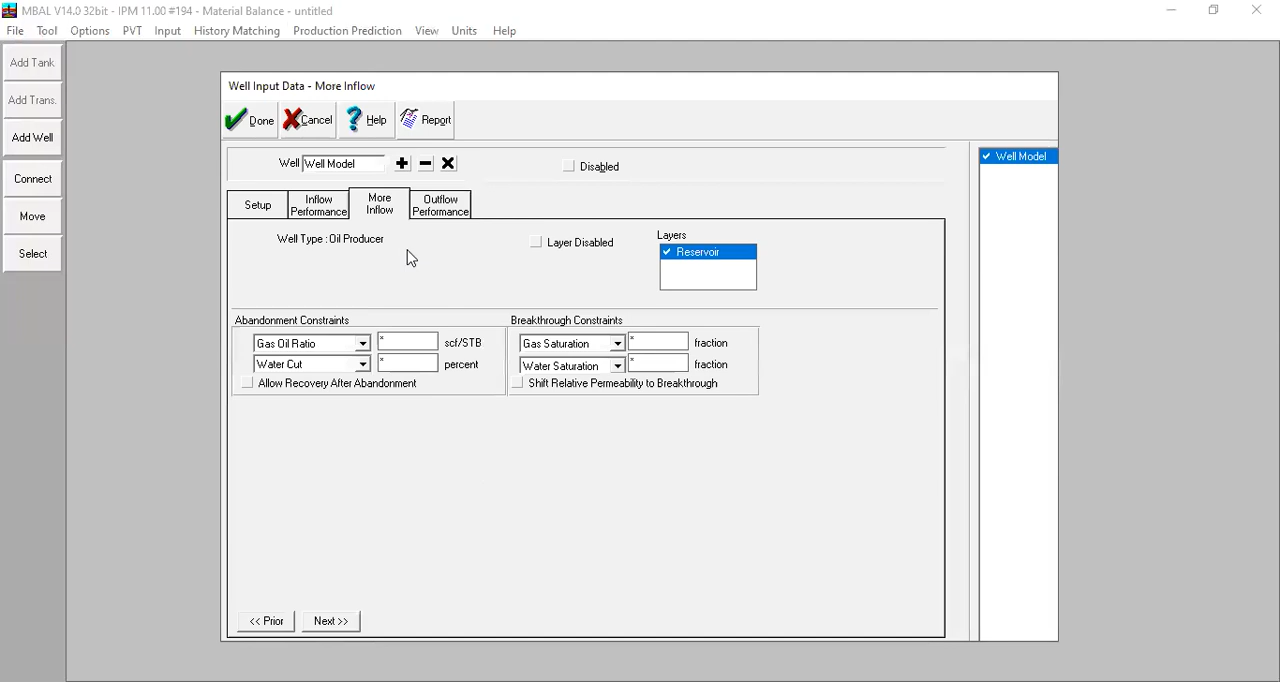 MBAL V14.0 32bit - IPM 11.00 #194 - Material Balance - untitled
File Tool Options PVT Input History Matching Production Prediction View Units Help
Add Tank
Add Trans.
Add Well
Connect
Move
Select
Well Input Data - More Inflow
Done Cancel Help Report
Well Well Model Disabled
Well Model
Setup Inflow Performance More Inflow Outflow Performance
Well Type : Oil Producer
Layer Disabled
Layers
Reservoir
Abandonment Constraints
Gas Oil Ratio * scf/STB
Water Cut * percent
Allow Recovery After Abandonment
Breakthrough Constraints
Gas Saturation * fraction
Water Saturation * fraction
Shift Relative Permeability to Breakthrough
<< Prior Next >>